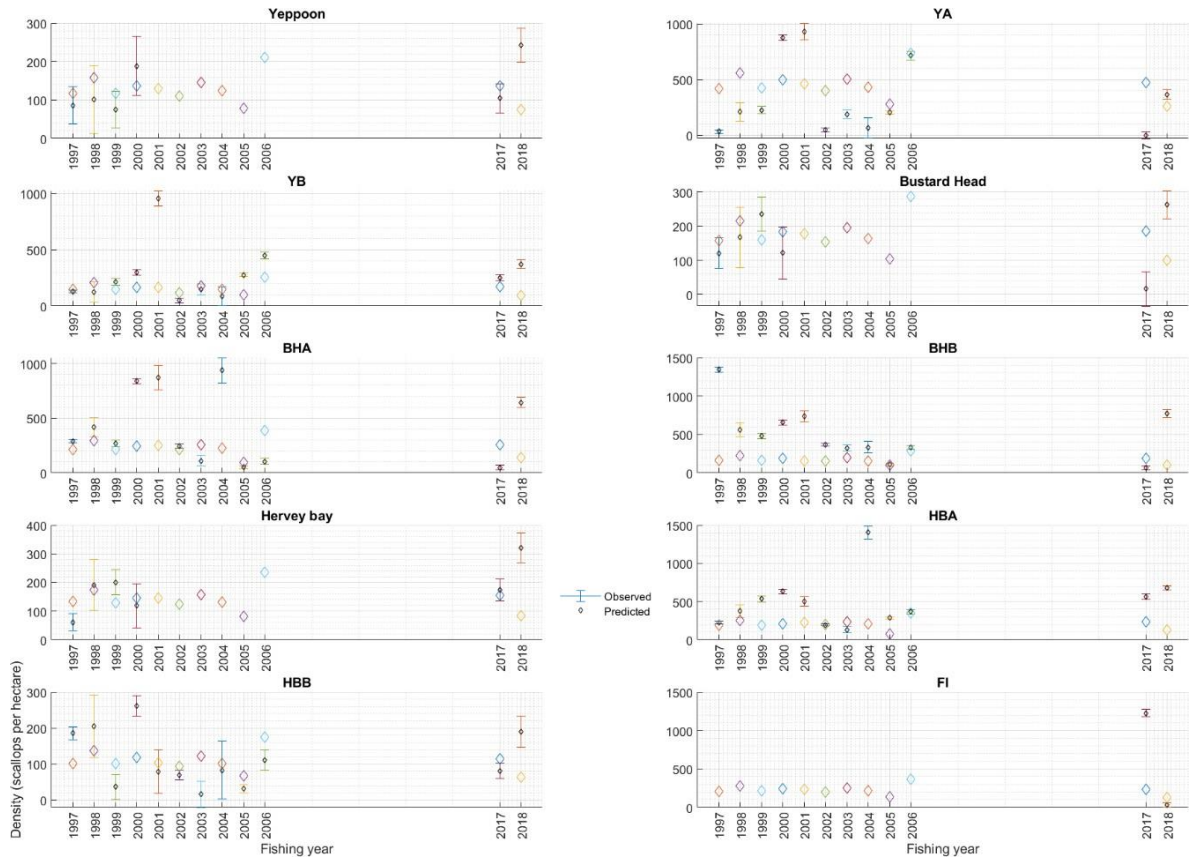 Yeppoon
300
200
100
0
1997 1998 1999 2000 2001 2002 2003 2004 2005 2006 2017 2018
YA
1000
500
0
1997 1998 1999 2000 2001 2002 2003 2004 2005 2006 2017 2018
YB
1000
500
0
1997 1998 1999 2000 2001 2002 2003 2004 2005 2006 2017 2018
Bustard Head
300
200
100
0
1997 1998 1999 2000 2001 2002 2003 2004 2005 2006 2017 2018
BHA
1000
500
0
1997 1998 1999 2000 2001 2002 2003 2004 2005 2006 2017 2018
BHB
1500
1000
500
0
1997 1998 1999 2000 2001 2002 2003 2004 2005 2006 2017 2018
Hervey bay
400
300
200
100
0
1997 1998 1999 2000 2001 2002 2003 2004 2005 2006 2017 2018
Observed
Predicted
HBA
1500
1000
500
0
1997 1998 1999 2000 2001 2002 2003 2004 2005 2006 2017 2018
HBB
300
200
100
0
1997 1998 1999 2000 2001 2002 2003 2004 2005 2006 2017 2018
Density (scallops per hectare)
Fishing year
FI
1500
1000
500
0
1997 1998 1999 2000 2001 2002 2003 2004 2005 2006 2017 2018
Fishing year